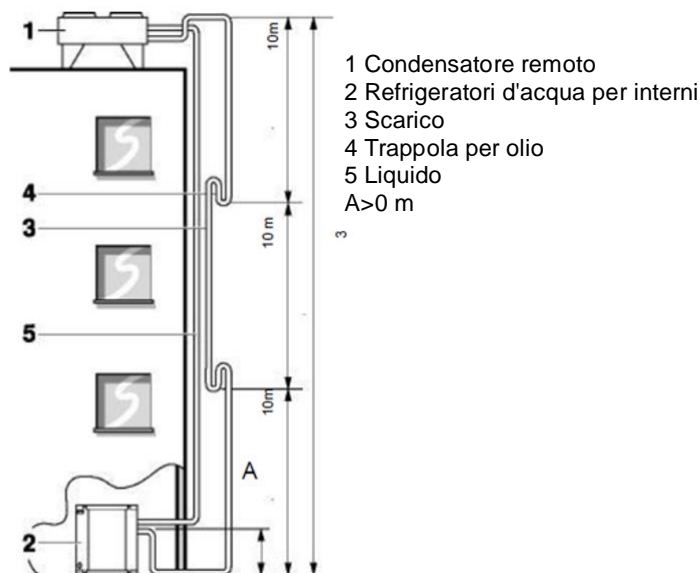 1
10m
1 Condensatore remoto
2 Refrigeratori d'acqua per interni
3 Scarico
4 Trappola per olio
5 Liquido
A>0 m
4
3
10 m
3
5
10m
A
2